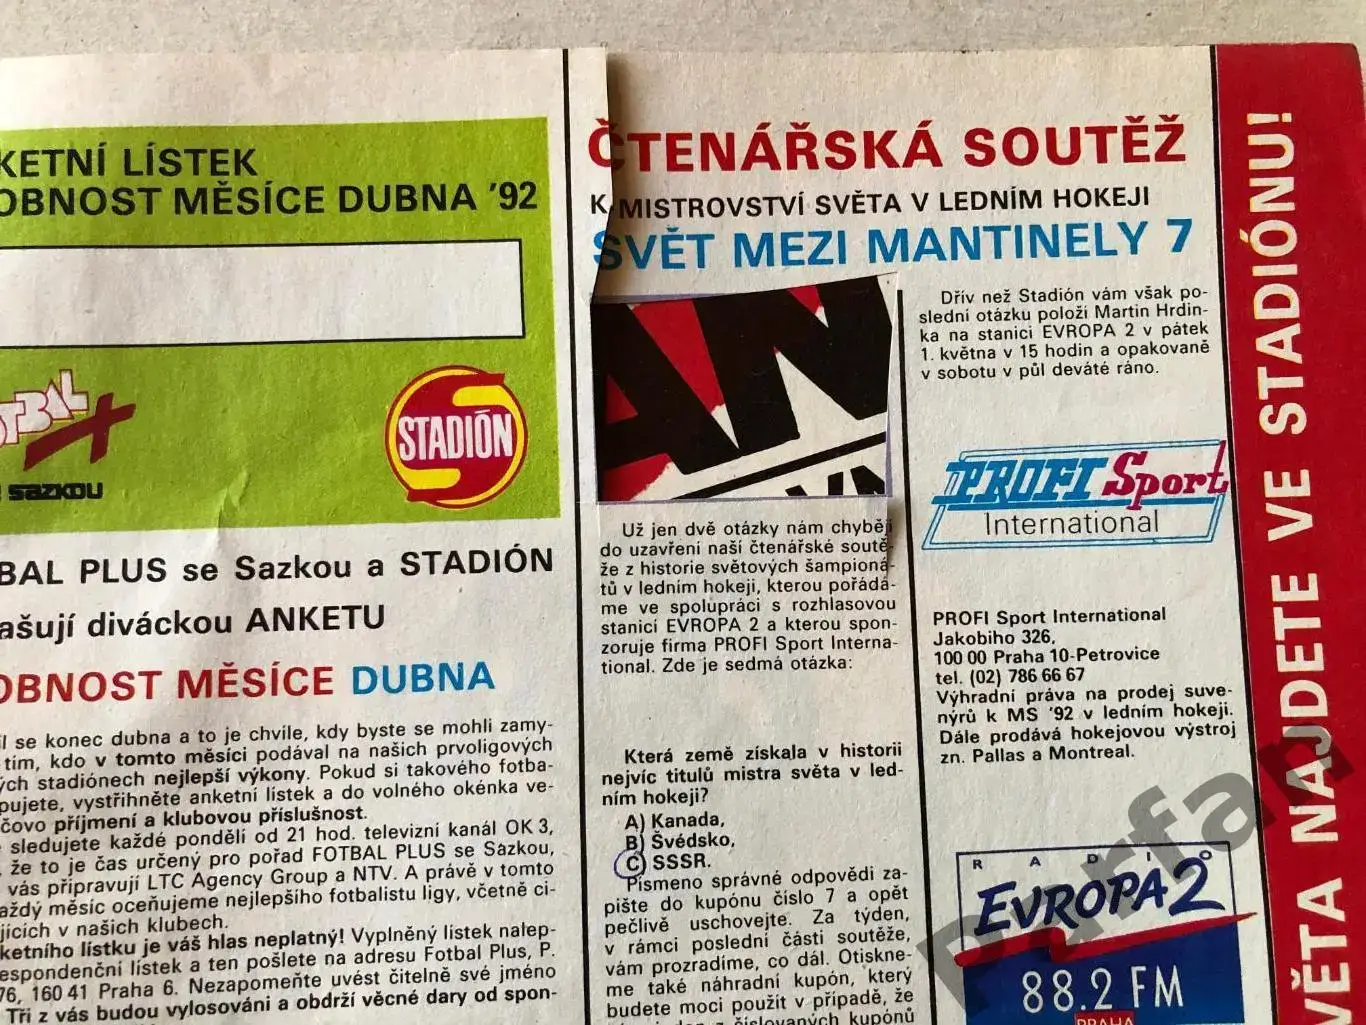 KETNÍ LÍSTEK
OBNOST MĚSÍCE DUBNA '92
STADIÓN
SAZKOU
BAL PLUS se Sazkou a STADIÓN
ašují diváckou ANKETU
OBNOST MĚSÍCE DUBNA
íl se konec dubna a to je chvíle, kdy byste se mohli zamy-
tím, kdo v tomto měsíci podával na našich prvoligových
ých stadiónech nejlepší výkony. Pokud si takového fotba-
pujete, vystřihněte anketní lístek a do volného okénka ve-
čovo příjmení a klubovou příslušnost.
e sledujete každé pondělí od 21 hod. televizní kanál OK 3,
, že to je čas určený pro pořad FOTBAL PLUS se Sazkou,
vás připravují LTC Agency Group a NTV. A právě v tomto
každý měsíc oceňujeme nejlepšího fotbalistu ligy, včetně ci-
jících v našich klubech.
ketního lístku je váš hlas neplatný! Vyplněný lístek nalep-
espondenční lístek a ten pošlete na adresu Fotbal Plus, P.
76, 160 41 Praha 6. Nezapomeňte uvést čitelně své jméno
Tři z vás budou vylosováni a obdrží věcné dary od spon-
ČTENÁŘSKÁ SOUTĚŽ
K MISTROVSTVÍ SVĚTA V LEDNÍM HOKEJI
SVĚT MEZI MANTINELY 7
AN
Už jen dvě otázky nám chybějí
do uzavření naší čtenářské soutě-
že z historie světových šampioná-
tů v ledním hokeji, kterou pořádá-
me ve spolupráci s rozhlasovou
stanicí EVROPA 2 a kterou spon-
zoruje firma PROFI Sport Interna-
tional. Zde je sedmá otázka:
Která země získala v historii
nejvíc titulů mistra světa v led-
ním hokeji?
A) Kanada,
B) Švédsko,
C) SSSR.
Písmeno správné odpovědi za-
pište do kupónu číslo 7 a opět
pečlivě uschovejte. Za týden,
v rámci poslední části soutěže,
vám prozradíme, co dál. Otiskne-
me také náhradní kupón, který
budete moci použít v případě, že
z číslovaných kupónů
Dřív než Stadión vám však po-
slední otázku položí Martin Hrdin-
ka na stanici EVROPA 2 v pátek
1. května v 15 hodin a opakovaně
v sobotu v půl deváté ráno.
PROFI Sport
International
PROFI Sport International
Jakobiho 326,
100 00 Praha 10-Petrovice
tel. (02) 786 66 67
Výhradní práva na prodej suve-
nýrů k MS '92 v ledním hokeji.
Dále prodává hokejovou výstroj
zn. Pallas a Montreal.
RADIO
EVROPA 2
88.2 FM
PRAHA
VĚTA NAJDETE VE STADIÓNU!
Parfan